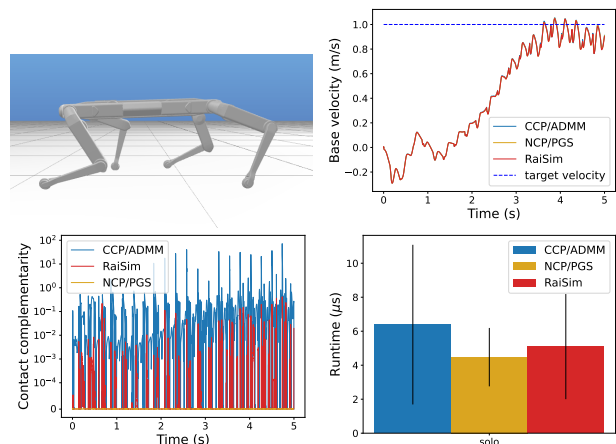 Base velocity (m/s)
1.0
0.8
0.6
0.4
0.2
0.0
−0.2
CCP/ADMM
NCP/PGS
RaiSim
target velocity
0 1 2 3 4 5
Time (s)
Contact complementarity
10²
10¹
10⁰
10⁻¹
10⁻²
10⁻³
10⁻⁴
0
CCP/ADMM
RaiSim
NCP/PGS
0 1 2 3 4 5
Time (s)
Runtime (μs)
10
8
6
4
2
0
CCP/ADMM
NCP/PGS
RaiSim
solo